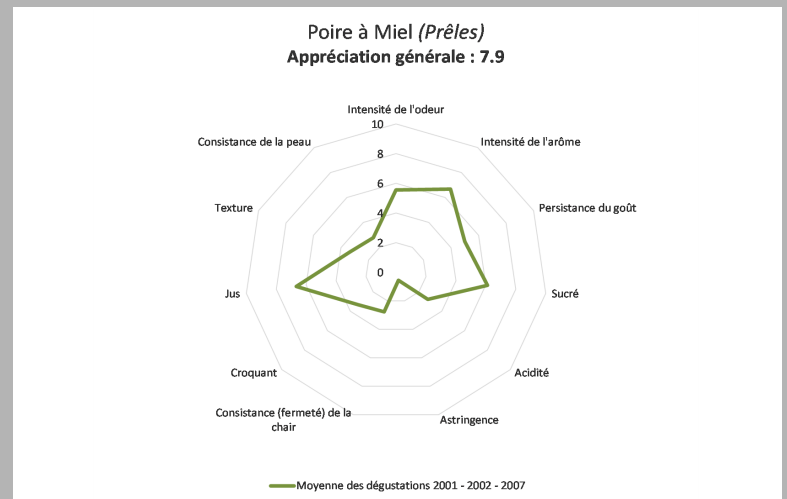 Poire à Miel (Prêles)
Appréciation générale : 7.9
Intensité de l'odeur
10
Consistance de la peau
Intensité de l'arôme
8
6
Texture
Persistance du goût
4
2
0
Jus
Sucré
Croquant
Acidité
Consistance (fermeté) de la
chair
Astringence
Moyenne des dégustations 2001 - 2002 - 2007